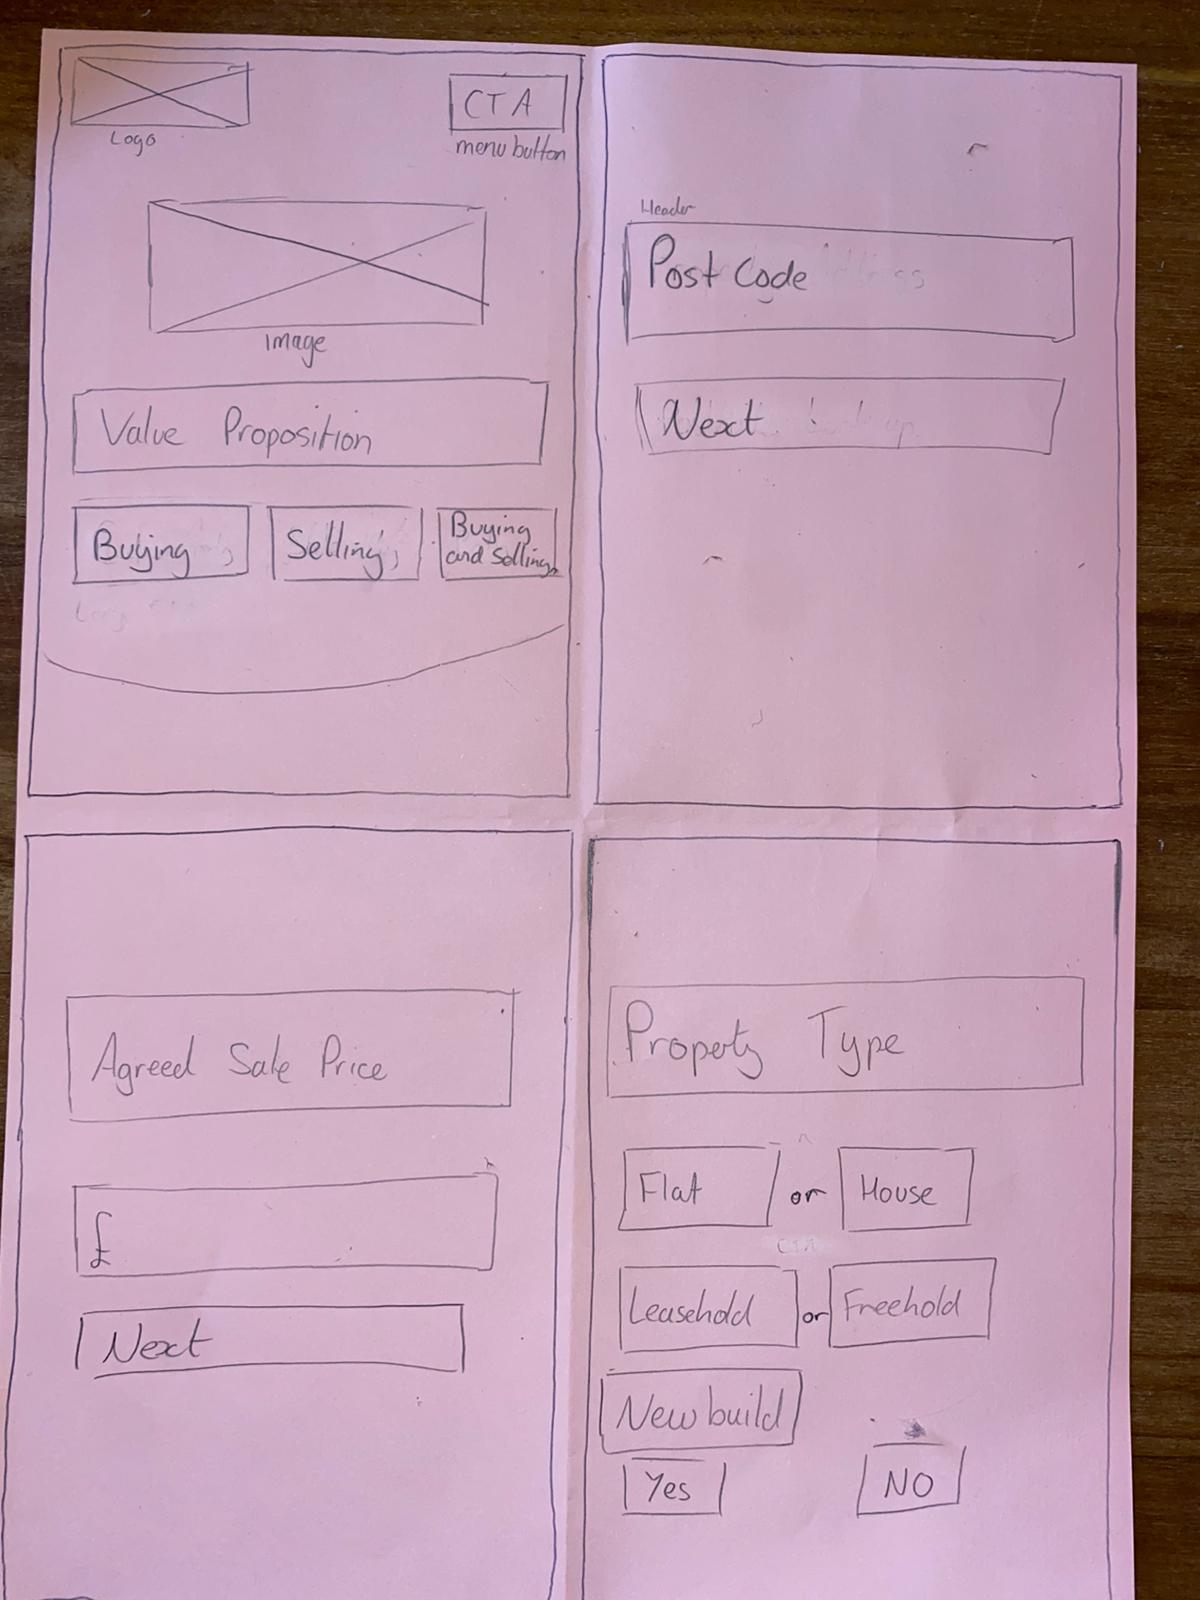 Logo
CTA
menu button
Image
Value Proposition
Buying
Selling
Buying
and Selling
Header
Post Code
Next
Agreed Sale Price
£
Next
Property Type
Flat or House
Leasehold or Freehold
New build
Yes
NO